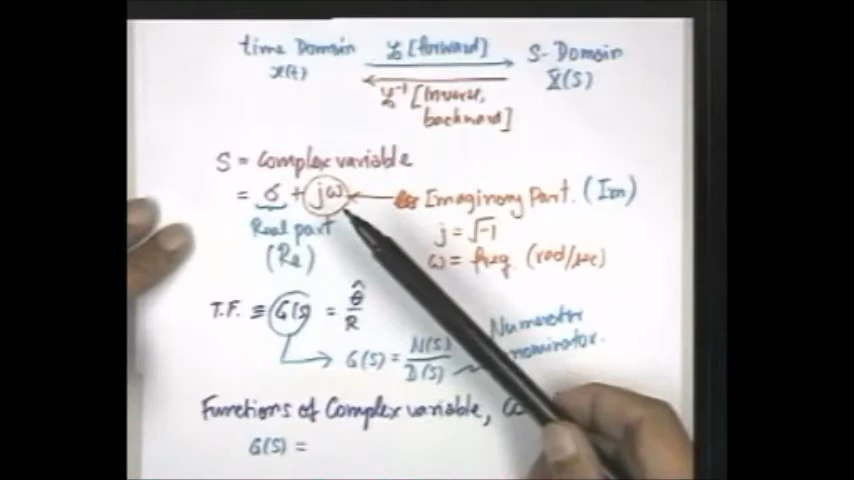 time Domain ℒ [forward] S-Domain
x(t) X(S)
ℒ⁻¹ [Inverse,
backward]
S = Complex variable
= σ + jω Imaginary Part. (Im)
Real part j = √-1
(Re) ω = freq. (rad/sec)
T.F. ≡ G(s) = θ̂/R
Numerator
G(S) = N(S)/D(S) nominator.
Functions of Complex variable,
G(S) =